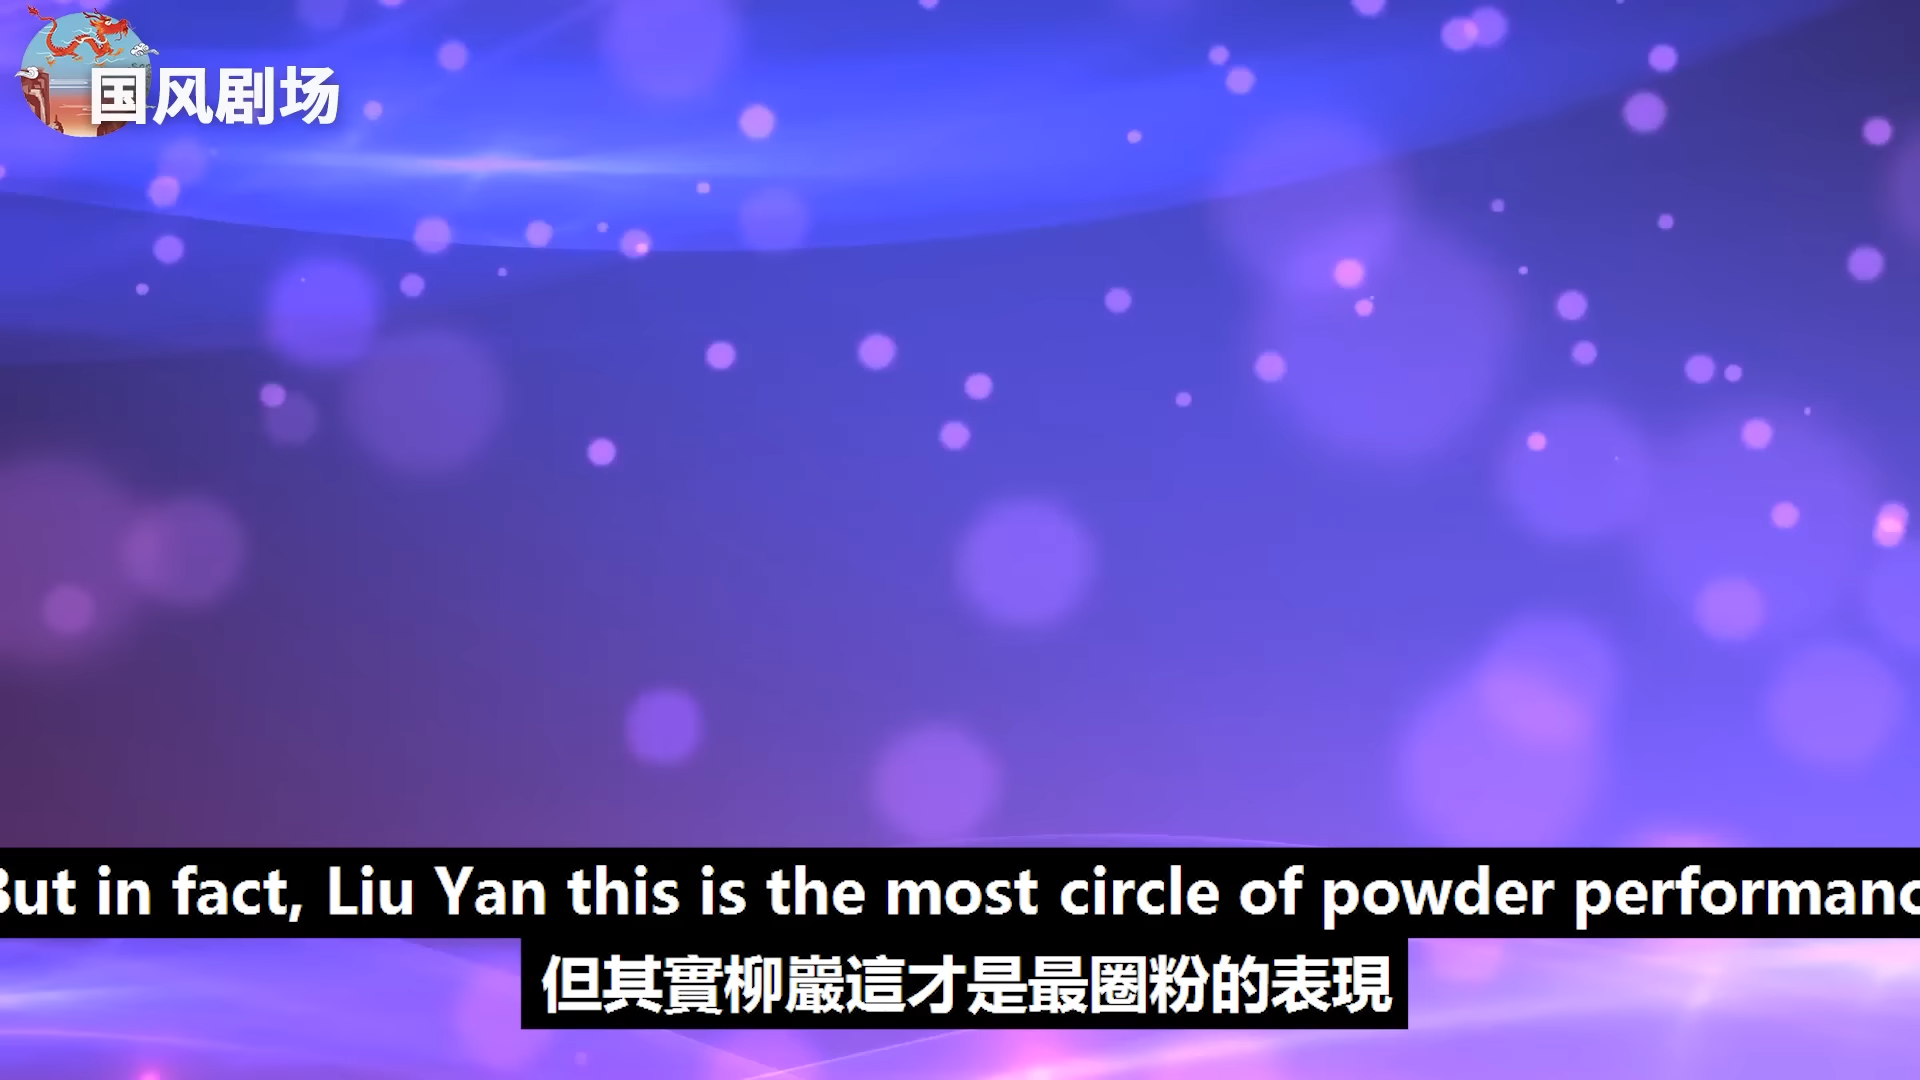 国风剧场
But in fact, Liu Yan this is the most circle of powder performanc
但其實柳巖這才是最圈粉的表現